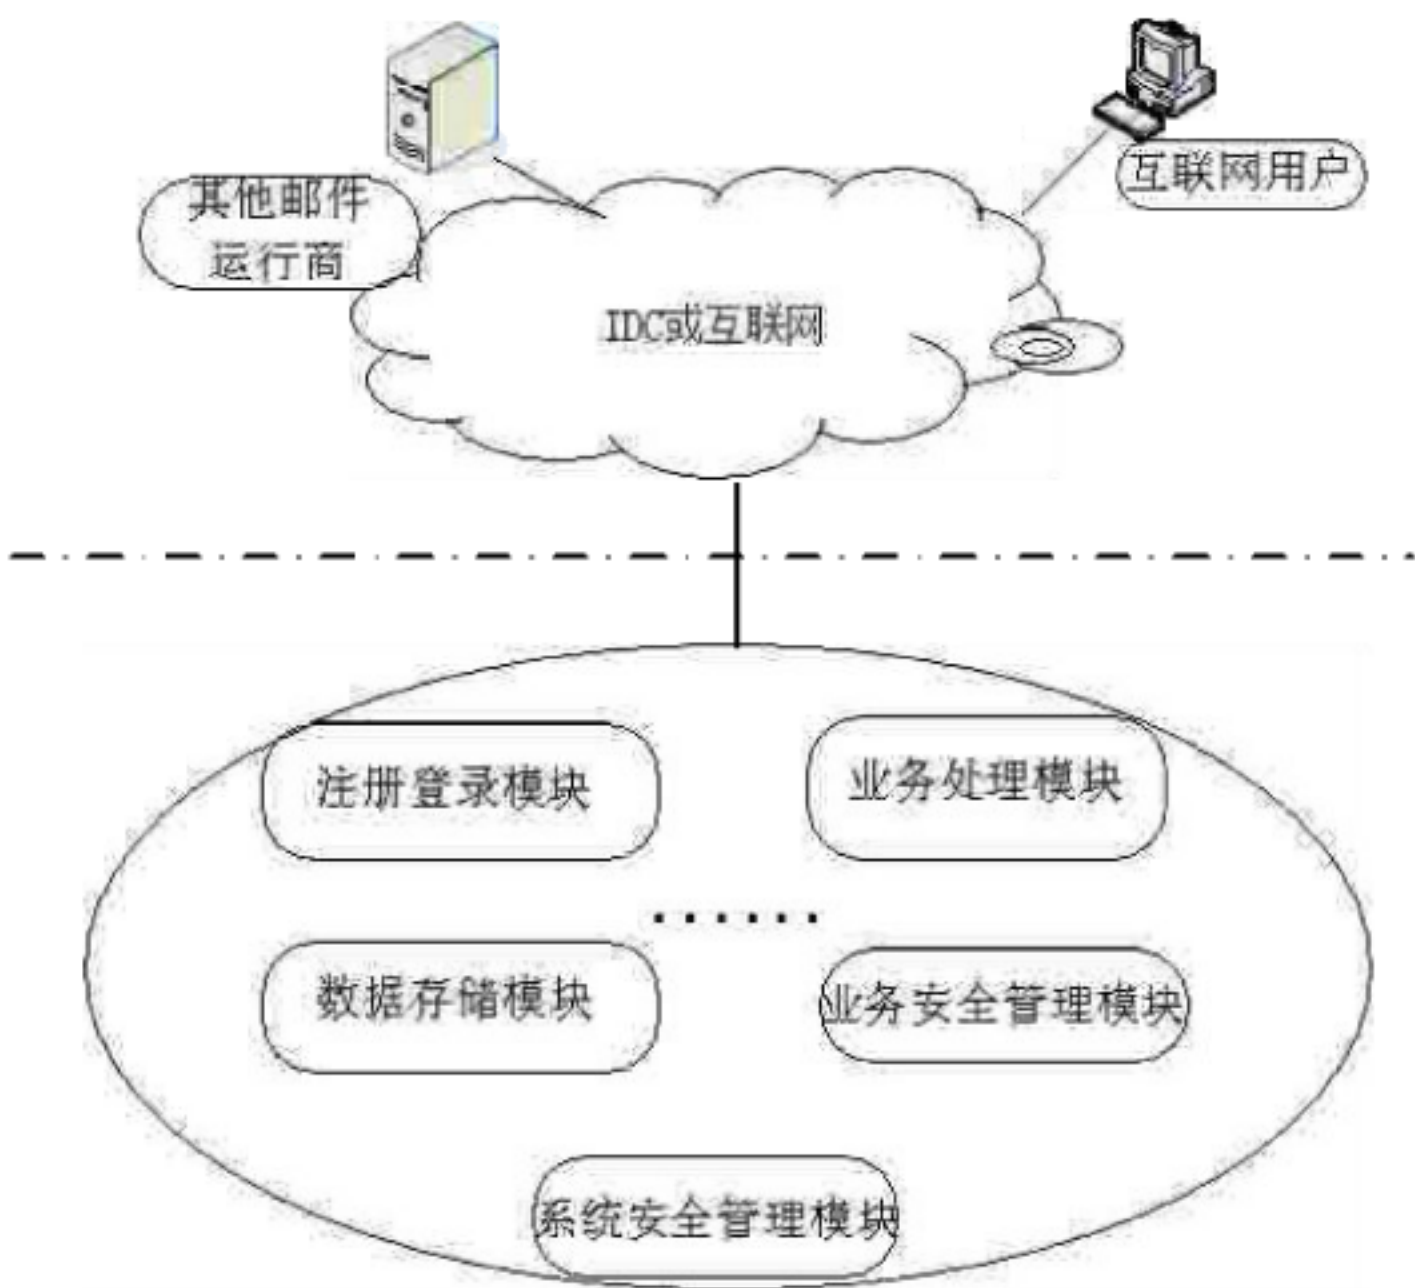 互联网用户
其他邮件
运行商
IDC或互联网
注册登录模块
业务处理模块
······
数据存储模块
业务安全管理模块
系统安全管理模块